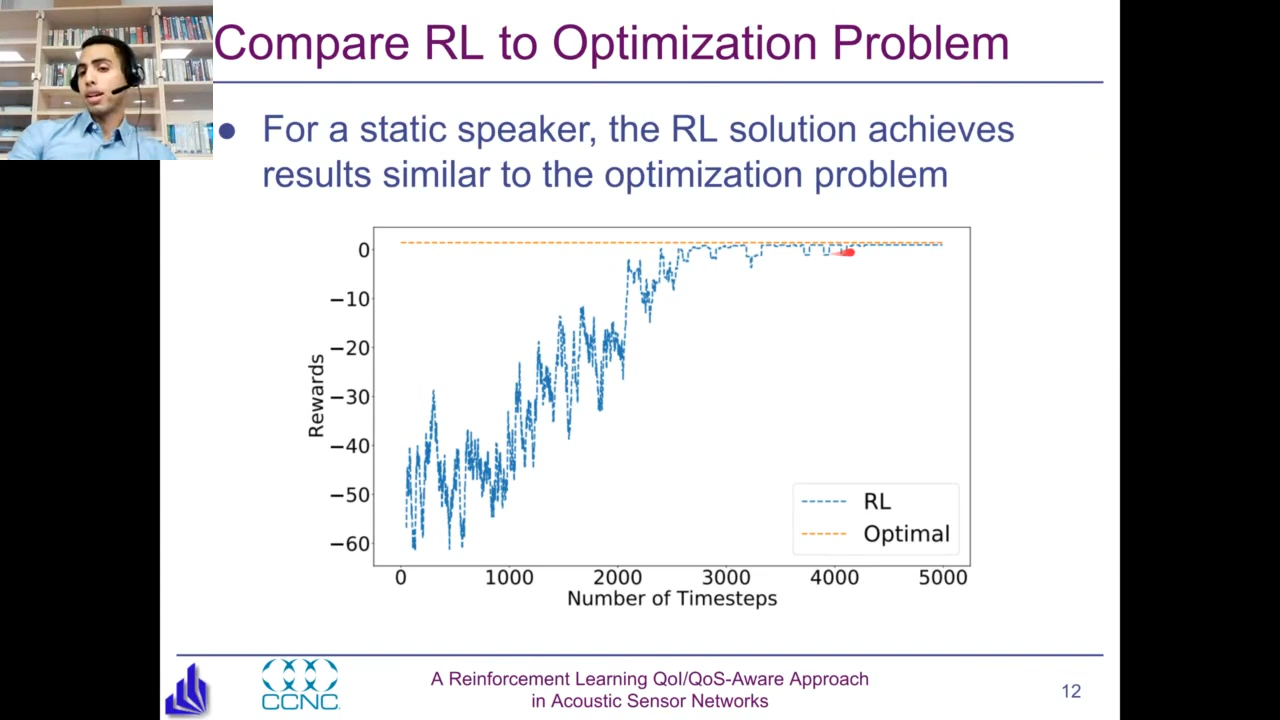 Compare RL to Optimization Problem
● For a static speaker, the RL solution achieves
results similar to the optimization problem
0
−10
−20
−30
−40
−50
−60
Rewards
RL
Optimal
0 1000 2000 3000 4000 5000
Number of Timesteps
CCNC
A Reinforcement Learning QoI/QoS-Aware Approach
in Acoustic Sensor Networks
12